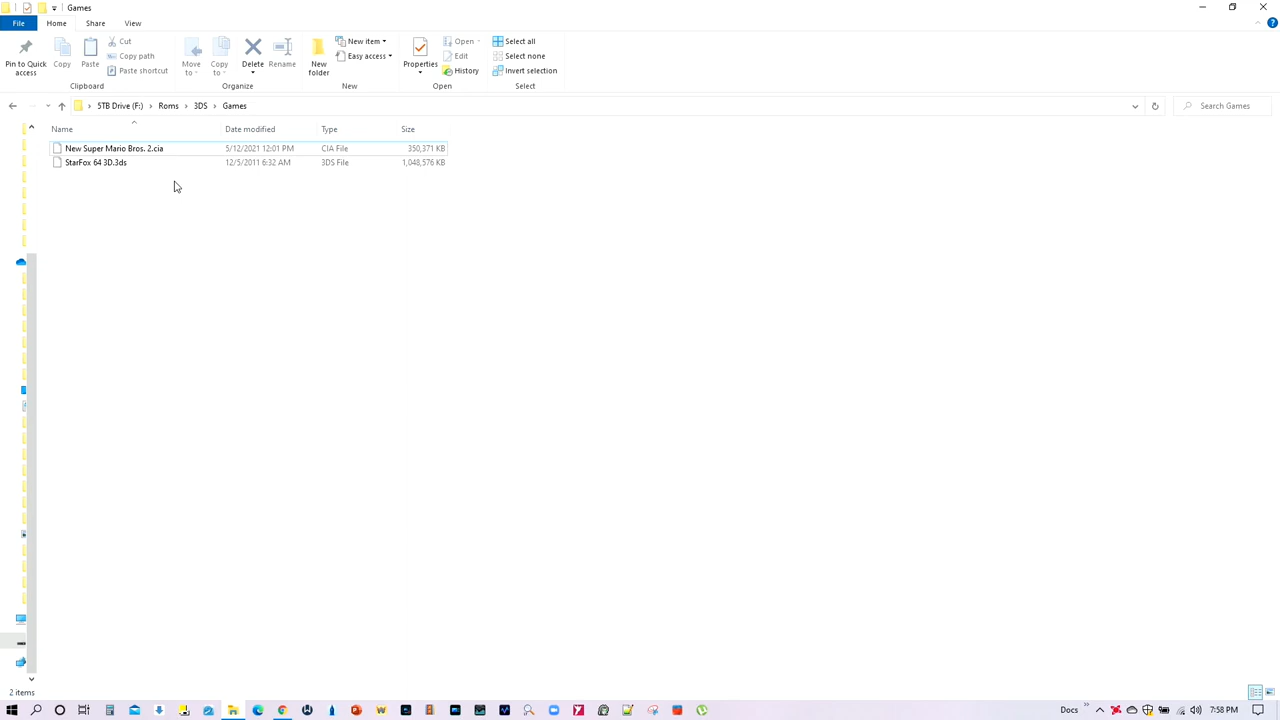 Games
File Home Share View
Pin to Quick access
Copy
Paste
Cut
Copy path
Paste shortcut
Clipboard
Move to
Copy to
Delete
Rename
Organize
New folder
New item
Easy access
New
Properties
Open
Edit
History
Open
Select all
Select none
Invert selection
Select
5TB Drive (F:) > Roms > 3DS > Games
Search Games
Name Date modified Type Size
New Super Mario Bros. 2.cia 5/12/2021 12:01 PM CIA File 350,371 KB
StarFox 64 3D.3ds 12/5/2011 6:32 AM 3DS File 1,048,576 KB
2 items
Docs » 7:58 PM